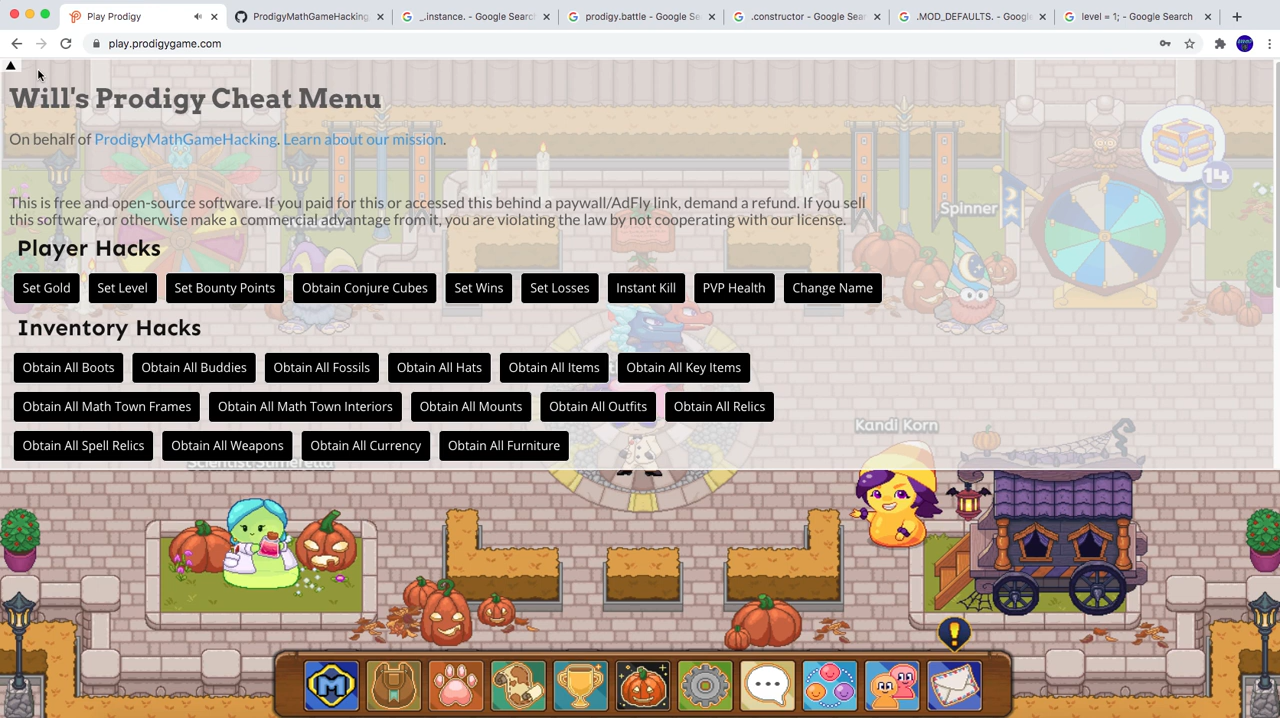 Play Prodigy
ProdigyMathGameHacking
_.instance. - Google Search
prodigy.battle - Google Se
.constructor - Google Sear
.MOD_DEFAULTS. - Google
level = 1; - Google Search
play.prodigygame.com
Will's Prodigy Cheat Menu
On behalf of ProdigyMathGameHacking. Learn about our mission.
14
This is free and open-source software. If you paid for this or accessed this behind a paywall/AdFly link, demand a refund. If you sell
this software, or otherwise make a commercial advantage from it, you are violating the law by not cooperating with our license.
Spinner
Player Hacks
Set Gold Set Level Set Bounty Points Obtain Conjure Cubes Set Wins Set Losses Instant Kill PVP Health Change Name
Inventory Hacks
Obtain All Boots Obtain All Buddies Obtain All Fossils Obtain All Hats Obtain All Items Obtain All Key Items
Obtain All Math Town Frames Obtain All Math Town Interiors Obtain All Mounts Obtain All Outfits Obtain All Relics
Kandi Korn
Obtain All Spell Relics Obtain All Weapons Obtain All Currency Obtain All Furniture
M